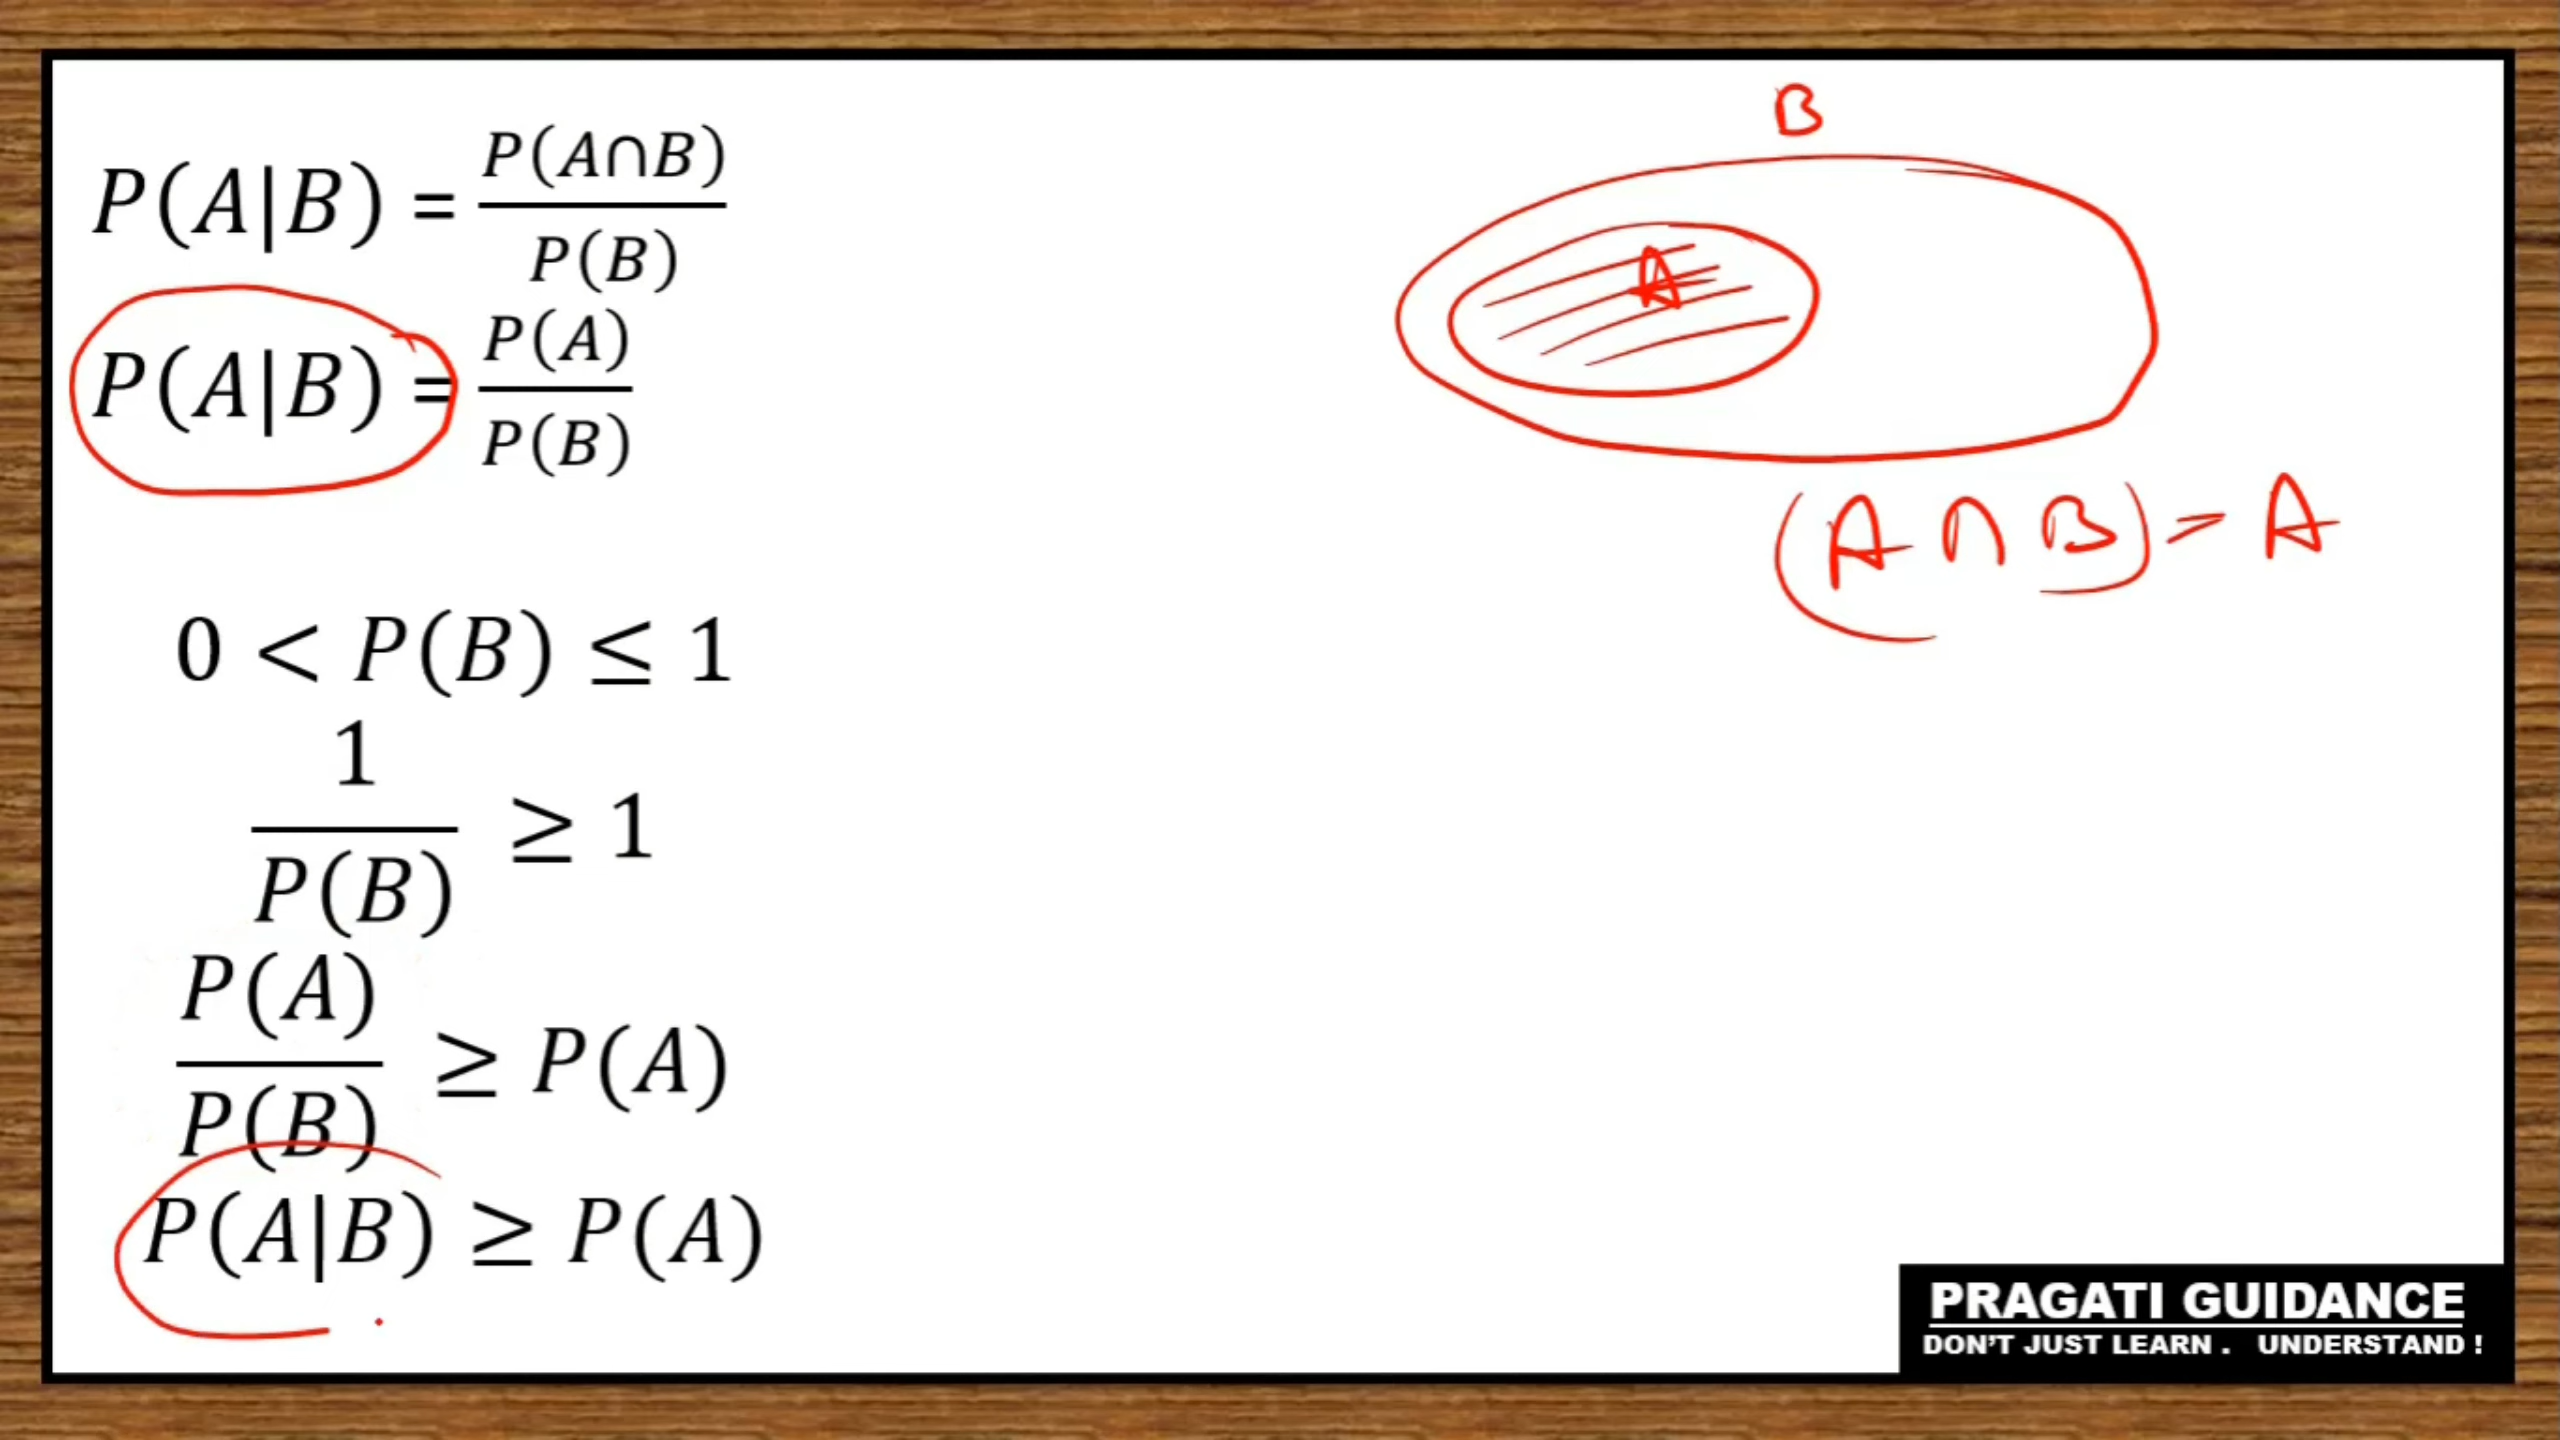 P(A|B) = P(A∩B)/P(B)
P(A|B) = P(A)/P(B)
0 < P(B) ≤ 1
1/P(B) ≥ 1
P(A)/P(B) ≥ P(A)
P(A|B) ≥ P(A)
B
A
(A ∩ B) = A
PRAGATI GUIDANCE
DON'T JUST LEARN . UNDERSTAND !